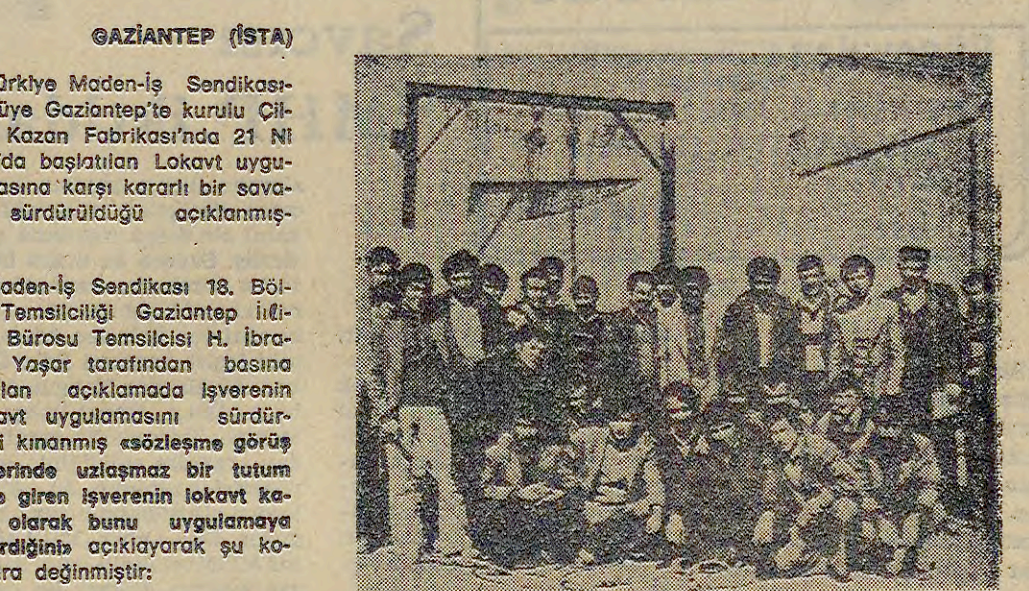 GAZİANTEP (İSTA)
ürkiye Maden-İş Sendikası-
üye Gaziantep'te kurulu Çil-
Kazan Fabrikası'nda 21 Ni
'da başlatılan Lokavt uygu-
asına karşı kararlı bir sava-
sürdürüldüğü açıklanmış-
aden-İş Sendikası 18. Böl-
Temsilciliği Gaziantep İrti-
Bürosu Temsilcisi H. İbra-
Yaşar tarafından basına
ılan açıklamada işverenin
avt uygulamasını sürdür-
i kınanmış «sözleşme görüş
erinde uzlaşmaz bir tutum
e giren işverenin lokavt ka-
olarak bunu uygulamaya
rdiğini» açıklayarak şu ko-
ra değinmiştir: